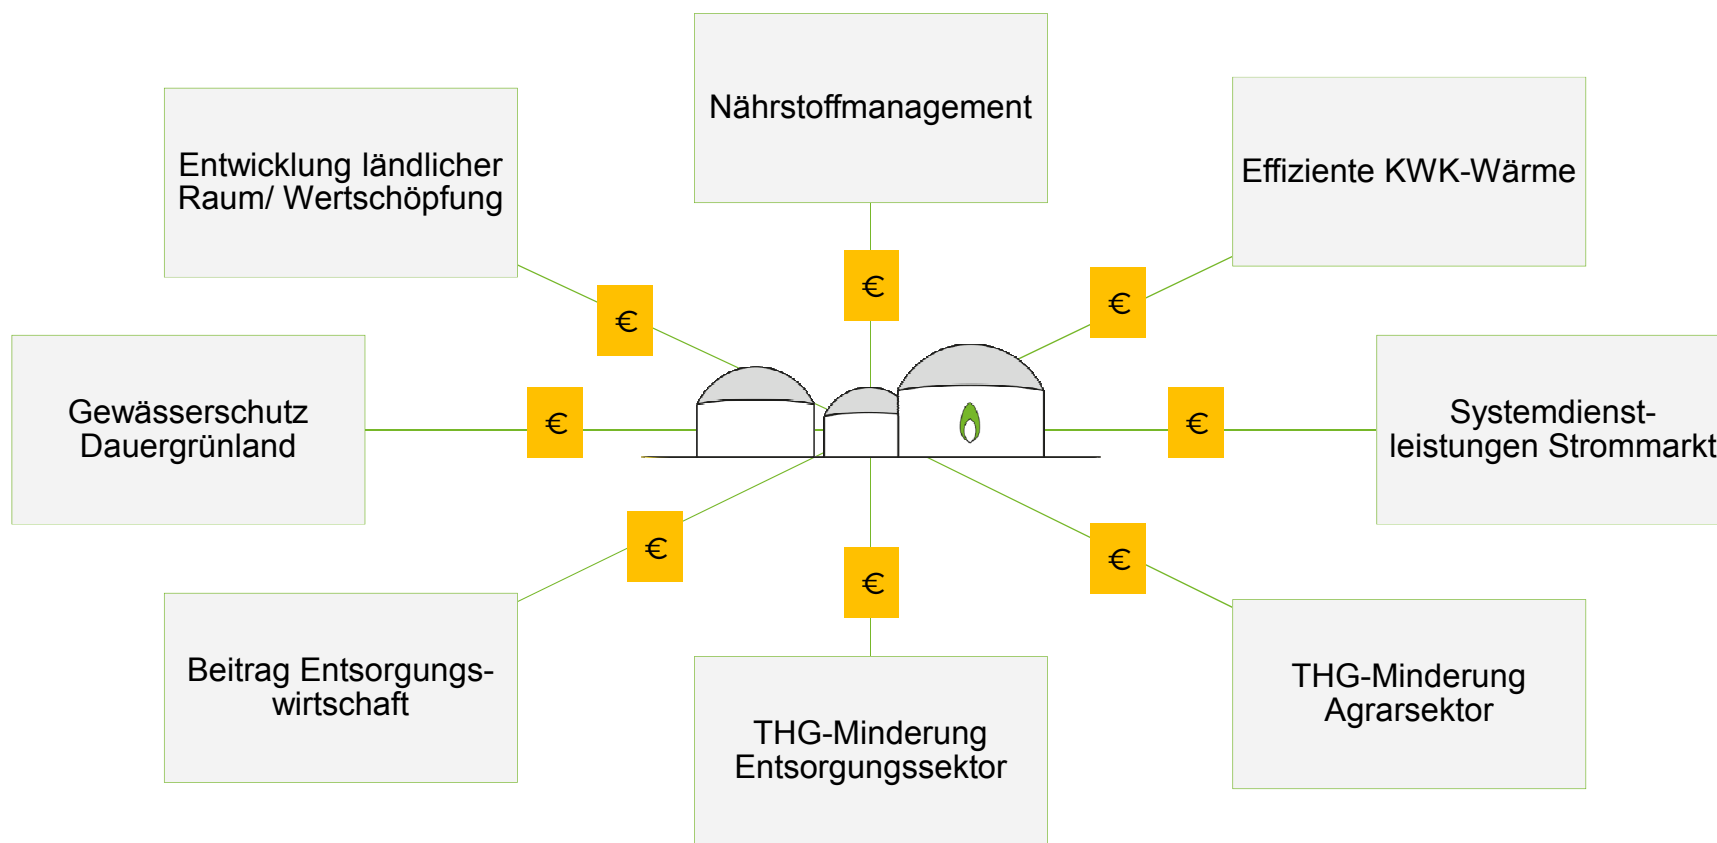 Nährstoffmanagement
Entwicklung ländlicher
Raum/ Wertschöpfung
Effiziente KWK-Wärme
€
€
€
Gewässerschutz
Dauergrünland
€
€
Systemdienst-
leistungen Strommarkt
€
€
€
Beitrag Entsorgungs-
wirtschaft
THG-Minderung
Entsorgungssektor
THG-Minderung
Agrarsektor